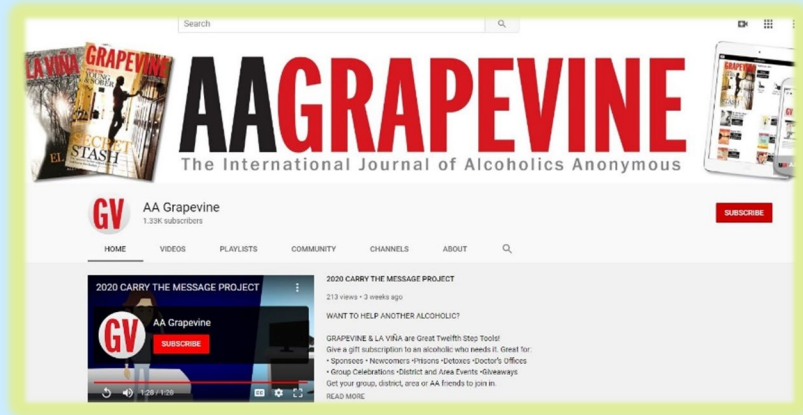 Search
LA VIÑA
GRAPEVINE
YOUNG
& SOBER
SECRET
STASH
EL
AAGRAPEVINE
The International Journal of Alcoholics Anonymous
GRAPEVINE
GV
AA Grapevine
1.33K subscribers
SUBSCRIBE
HOME VIDEOS PLAYLISTS COMMUNITY CHANNELS ABOUT
2020 CARRY THE MESSAGE PROJECT
GV
AA Grapevine
SUBSCRIBE
1:28 / 1:28
CC
2020 CARRY THE MESSAGE PROJECT
213 views • 3 weeks ago
WANT TO HELP ANOTHER ALCOHOLIC?
GRAPEVINE & LA VIÑA are Great Twelfth Step Tools!
Give a gift subscription to an alcoholic who needs it. Great for:
• Sponsees • Newcomers •Prisons •Detoxes •Doctor's Offices
• Group Celebrations •District and Area Events •Giveaways
Get your group, district, area or AA friends to join in.
READ MORE